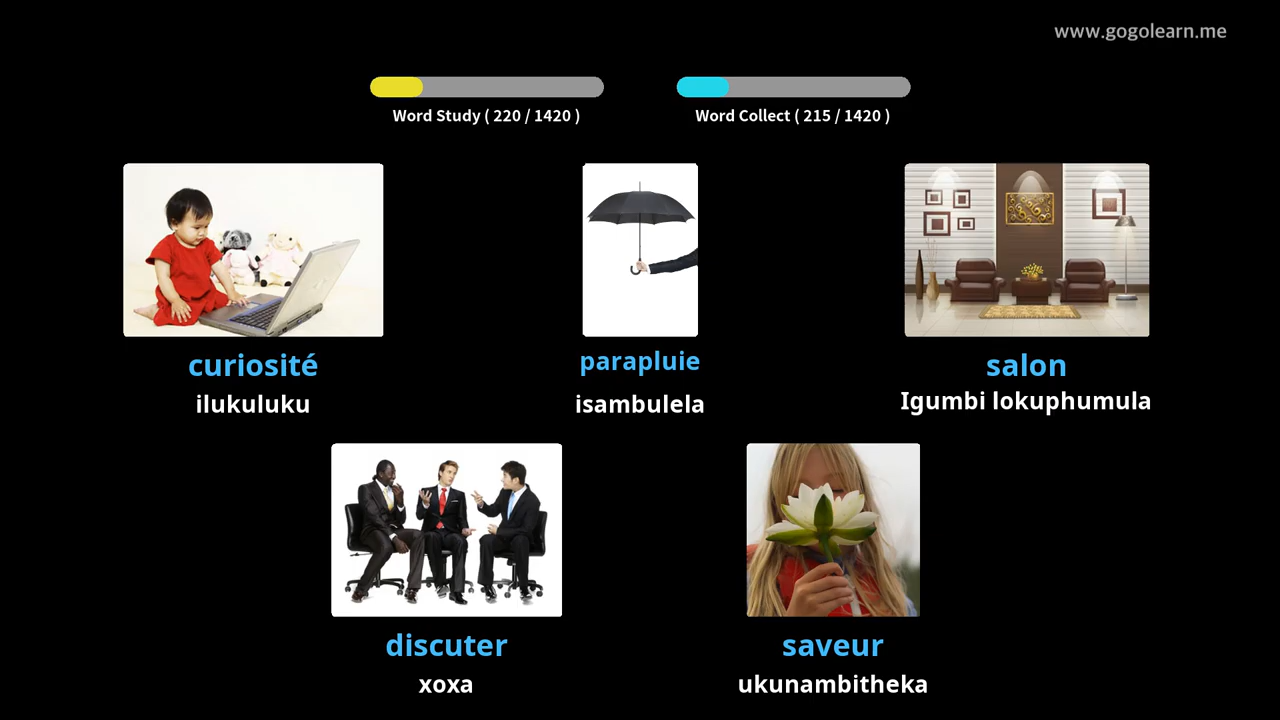 www.gogolearn.me
Word Study ( 220 / 1420 )
Word Collect ( 215 / 1420 )
curiosité
ilukuluku
parapluie
isambulela
salon
Igumbi lokuphumula
discuter
xoxa
saveur
ukunambitheka